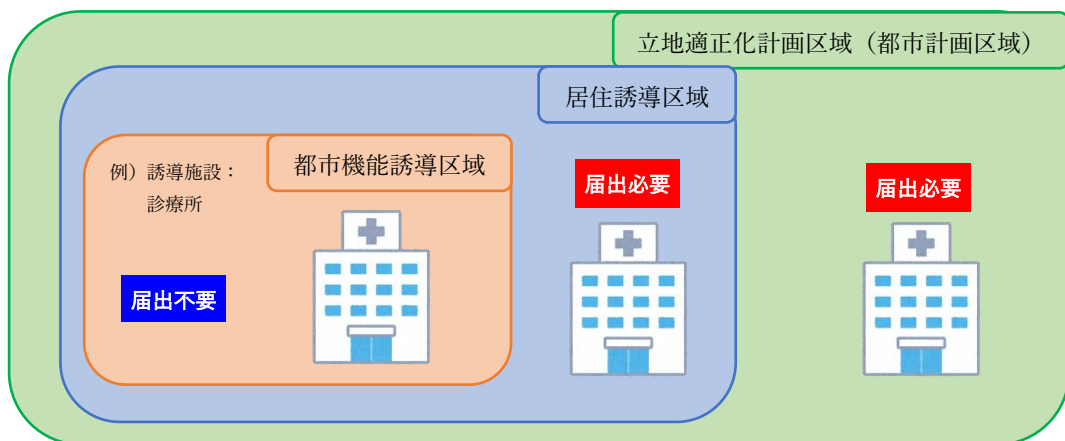 立地適正化計画区域（都市計画区域）
居住誘導区域
都市機能誘導区域
例）誘導施設：
診療所
届出不要
届出必要
届出必要